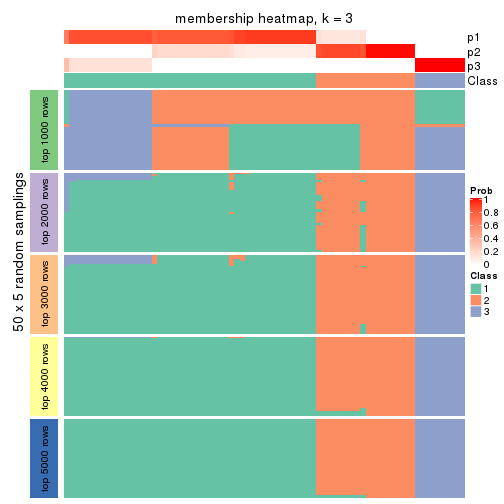 membership heatmap, k = 3
p1
p2
p3
Class
50 x 5 random samplings
top 1000 rows
top 2000 rows
top 3000 rows
top 4000 rows
top 5000 rows
Prob
1
0.8
0.6
0.4
0.2
0
Class
1
2
3